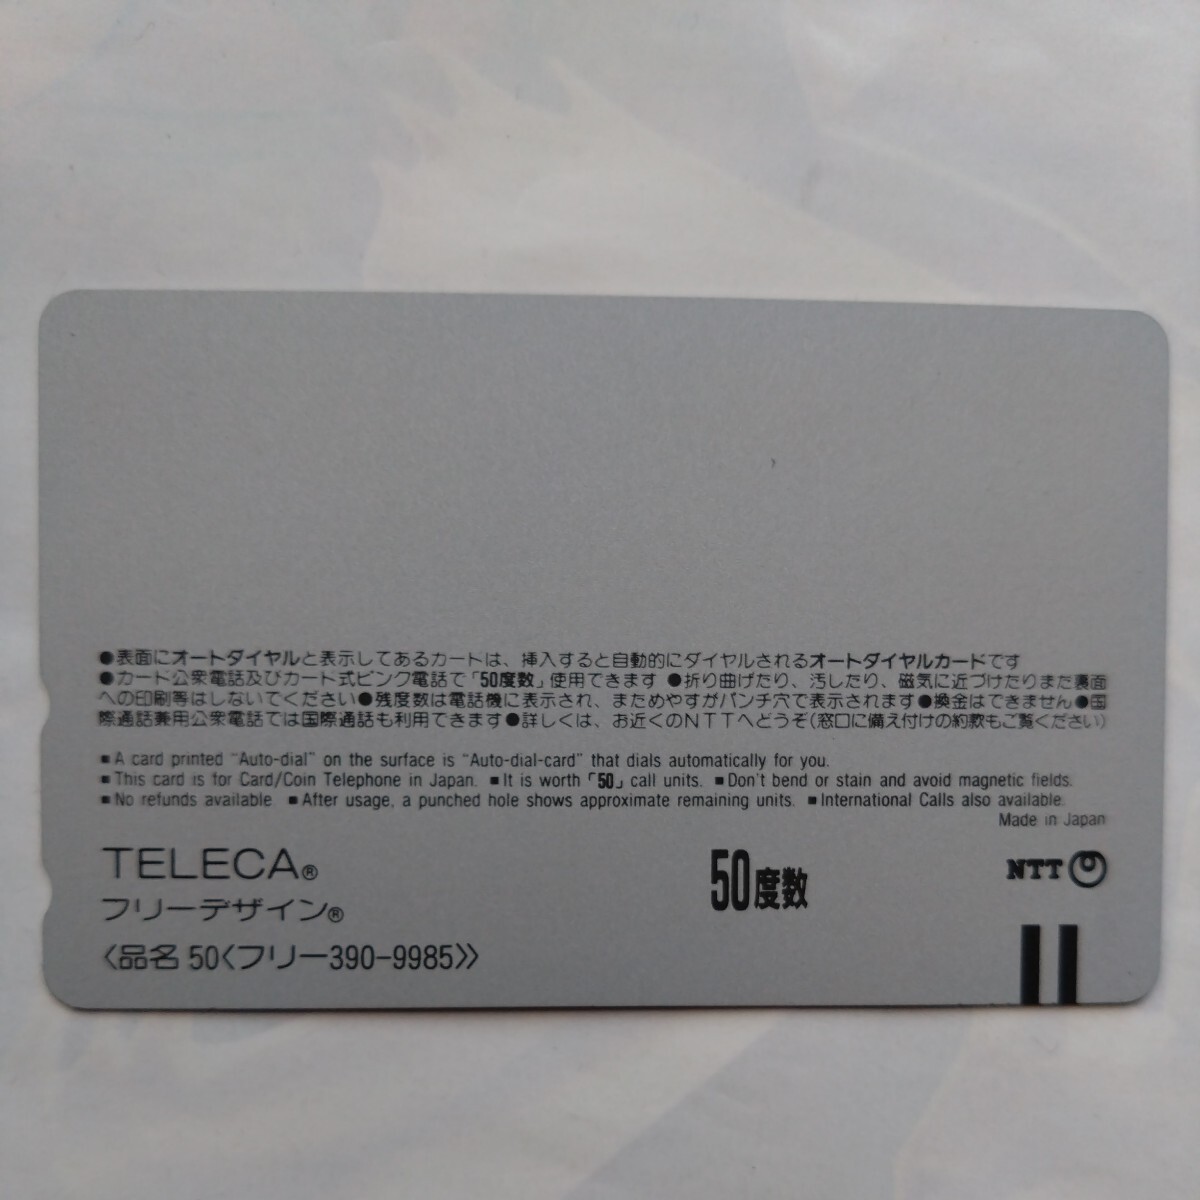 ●表面にオートダイヤルと表示してあるカードは、挿入すると自動的にダイヤルされるオートダイヤルカードです
●カード公衆電話及びカード式ピンク電話で「50度数」使用できます ●折り曲げたり、汚したり、磁気に近づけたりまた裏面
への印刷等はしないでください●残度数は電話機に表示され、まためやすがパンチ穴で表示されます●換金はできません●国
際通話兼用公衆電話では国際通話も利用できます●詳しくは、お近くのNTTへどうぞ(窓口に備え付けの約款もご覧ください)
■A card printed "Auto-dial" on the surface is "Auto-dial-card" that dials automatically for you.
■This card is for Card/Coin Telephone in Japan. ■It is worth「50」call units. ■Don't bend or stain and avoid magnetic fields.
■No refunds available. ■After usage, a punched hole shows approximate remaining units. ■International Calls also available.
Made in Japan
TELECA®
50度数
NTT
フリーデザイン®
〈品名 50〈フリー390-9985〉〉